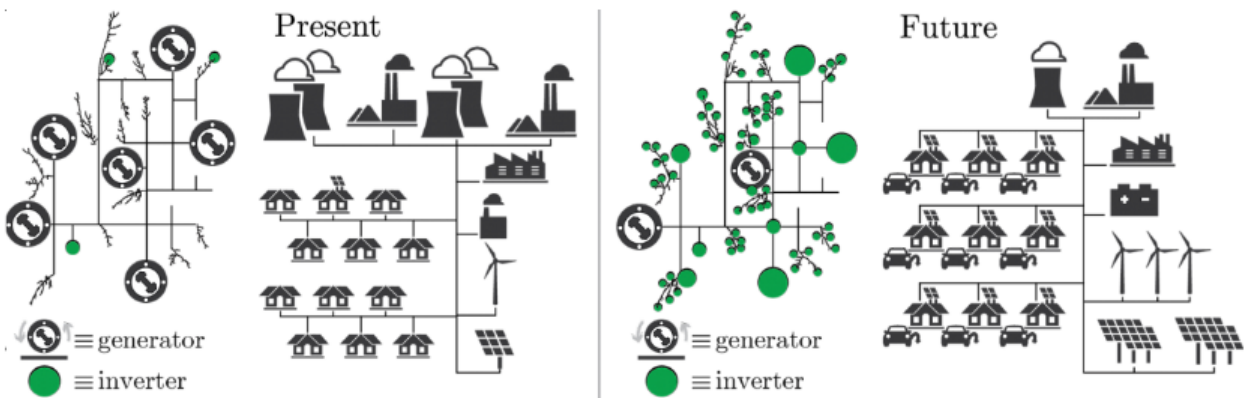 Present
≡ generator
≡ inverter
Future
+ -
≡ generator
≡ inverter